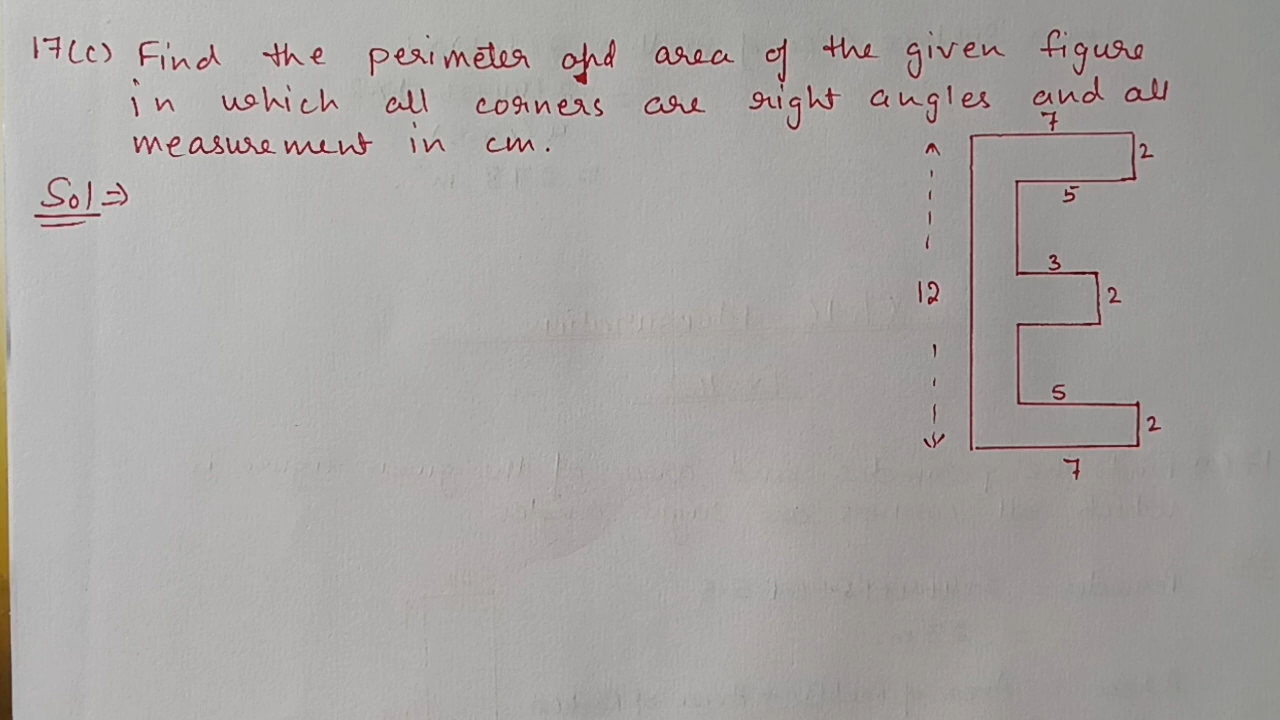 17(c) Find the perimeter and area of the given figure
in which all corners are right angles and all
measurement in cm.
7
2
5
Sol⇒
3
12
2
5
2
7